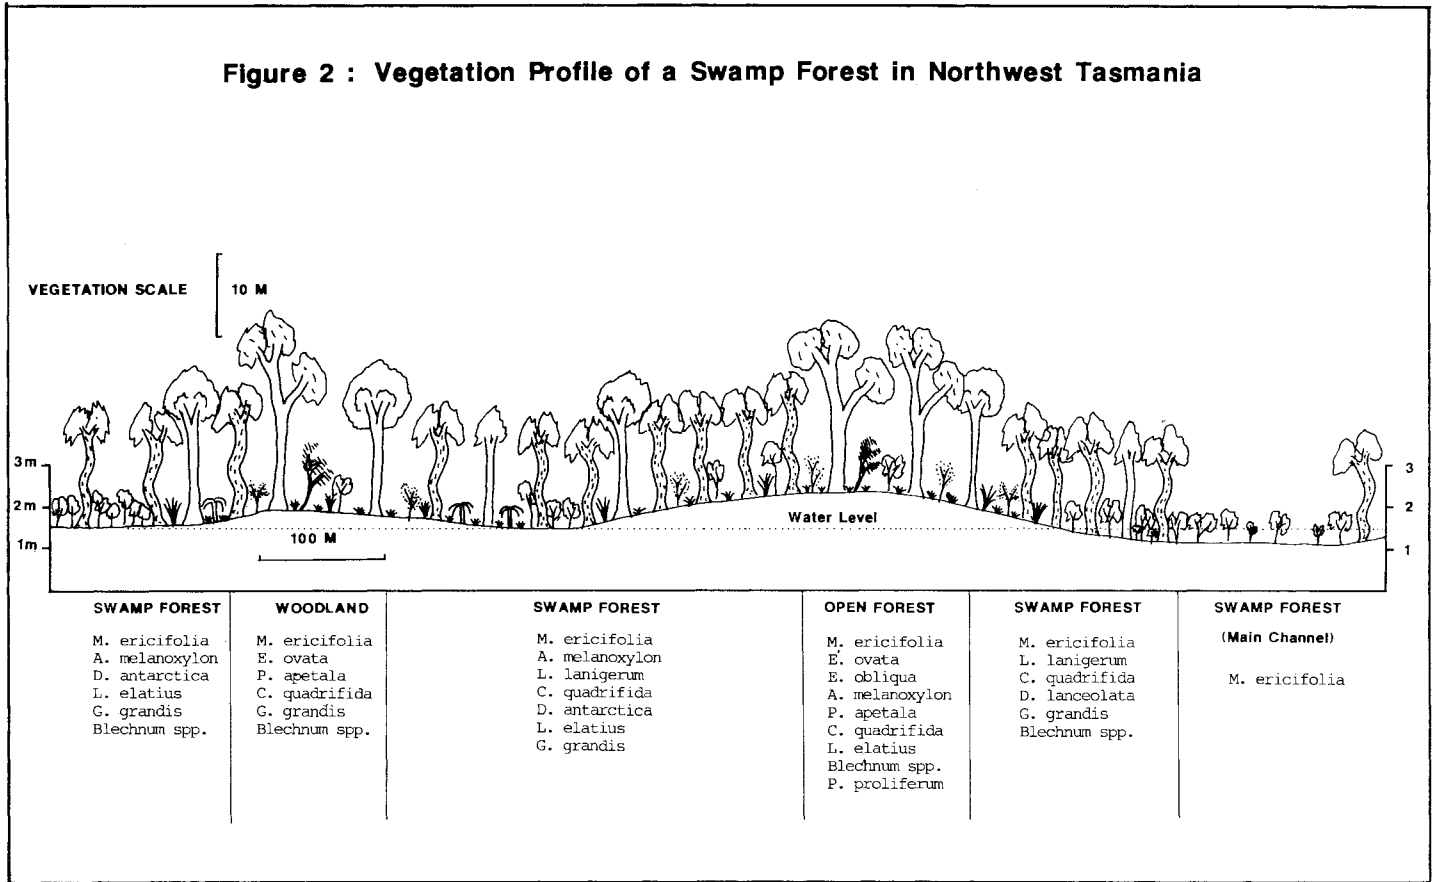 Figure 2 : Vegetation Profile of a Swamp Forest in Northwest Tasmania
VEGETATION SCALE
10 M
3m
2m
1m
3
2
1
Water Level
100 M
SWAMP FOREST
M. ericifolia
A. melanoxylon
D. antarctica
L. elatius
G. grandis
Blechnum spp.
WOODLAND
M. ericifolia
E. ovata
P. apetala
C. quadrifida
G. grandis
Blechnum spp.
SWAMP FOREST
M. ericifolia
A. melanoxylon
L. lanigerum
C. quadrifida
D. antarctica
L. elatius
G. grandis
OPEN FOREST
M. ericifolia
E. ovata
E. obliqua
A. melanoxylon
P. apetala
C. quadrifida
L. elatius
Blechnum spp.
P. proliferum
SWAMP FOREST
M. ericifolia
L. lanigerum
C. quadrifida
D. lanceolata
G. grandis
Blechnum spp.
SWAMP FOREST
(Main Channel)
M. ericifolia